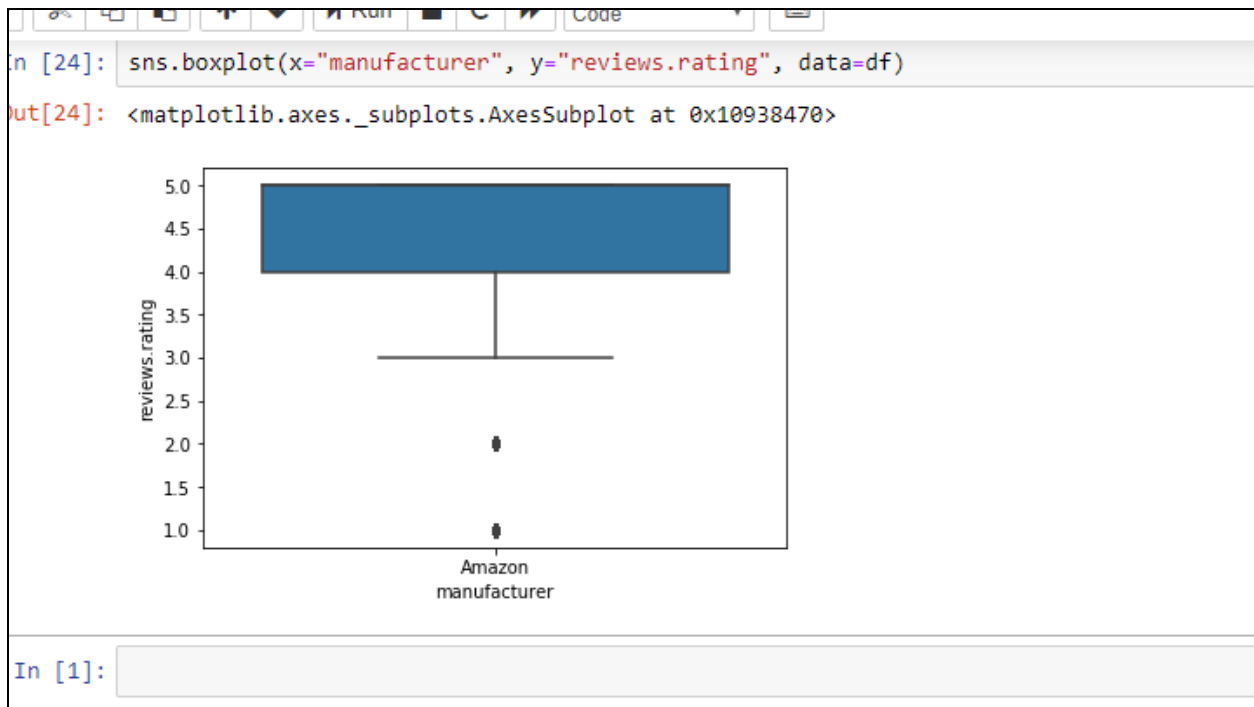 Run
Code
In [24]: sns.boxplot(x="manufacturer", y="reviews.rating", data=df)
Out[24]: <matplotlib.axes._subplots.AxesSubplot at 0x10938470>
5.0
4.5
4.0
3.5
3.0
2.5
2.0
1.5
1.0
reviews.rating
Amazon
manufacturer
In [1]: